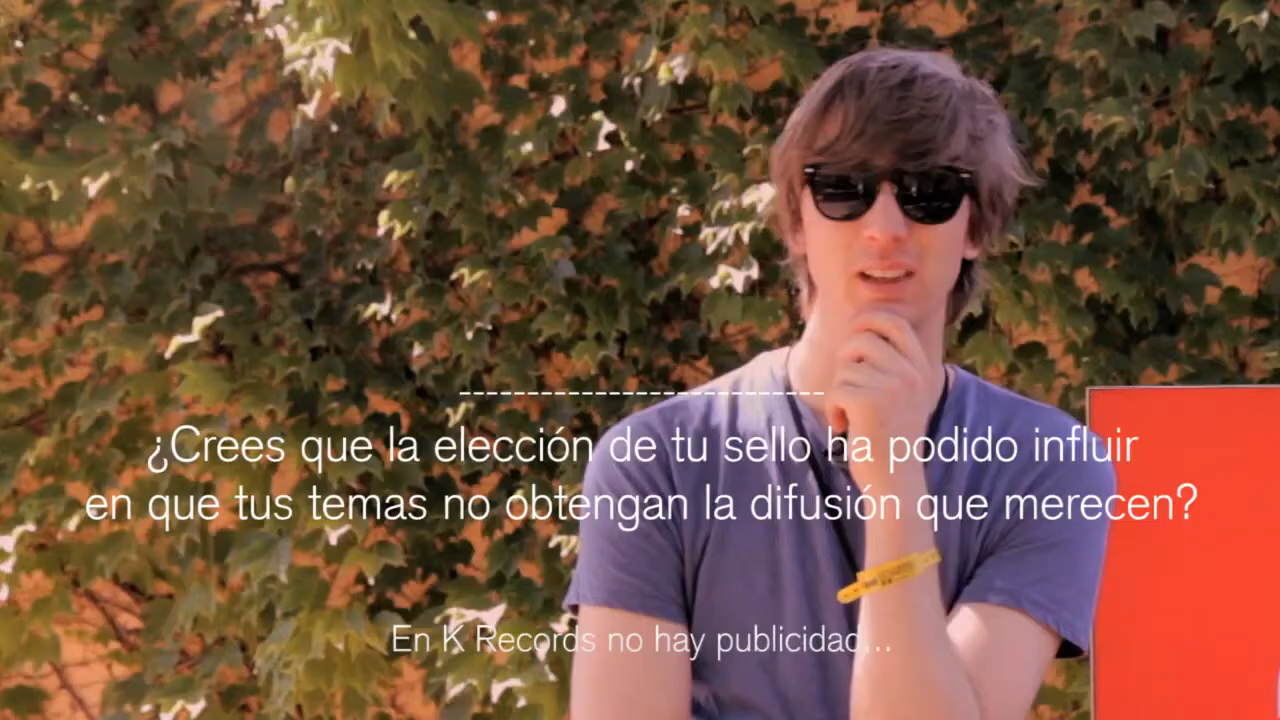 ¿Crees que la elección de tu sello ha podido influir
en que tus temas no obtengan la difusión que merecen?
En K Records no hay publicidad...